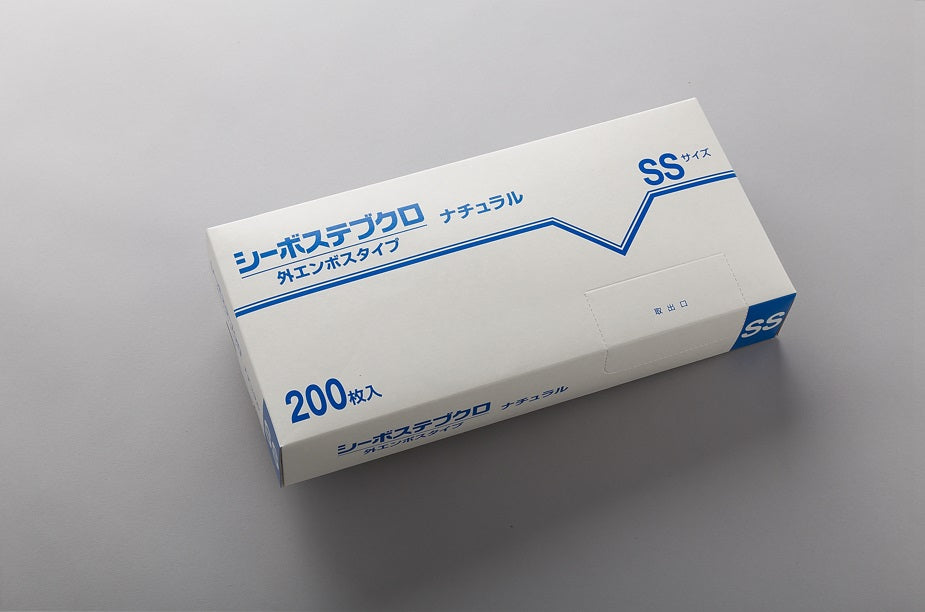 SSサイズ
シーボステブクロ ナチュラル
外エンボスタイプ
取出口
SS
200枚入
シーボステブクロ ナチュラル
外エンボスタイプ